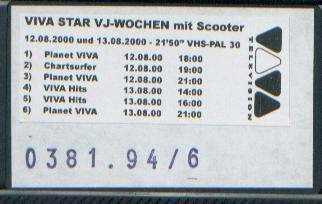 VIVA STAR VJ-WOCHEN mit Scooter
12.08.2000 und 13.08.2000 - 21'50" VHS-PAL 30
1) Planet VIVA 12.08.00 18:00
2) Chartsurfer 12.08.00 19:00
3) Planet VIVA 12.08.00 21:00
4) VIVA Hits 13.08.00 14:00
5) VIVA Hits 13.08.00 16:00
6) Planet VIVA 13.08.00 21:00
TELEVISION
0381.94/6